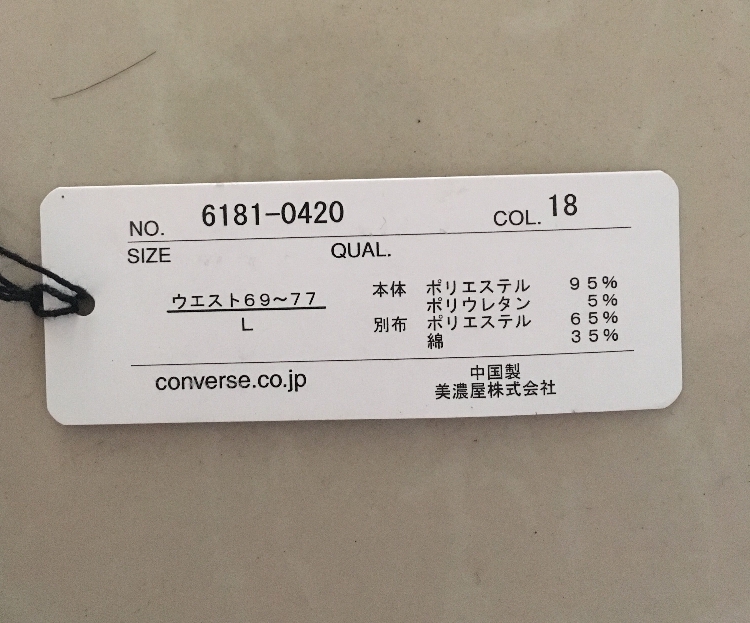 NO. 6181-0420 COL. 18
SIZE QUAL.
ウエスト69~77
L
本体 ポリエステル 95%
ポリウレタン 5%
別布 ポリエステル 65%
綿 35%
converse.co.jp
中国製
美濃屋株式会社